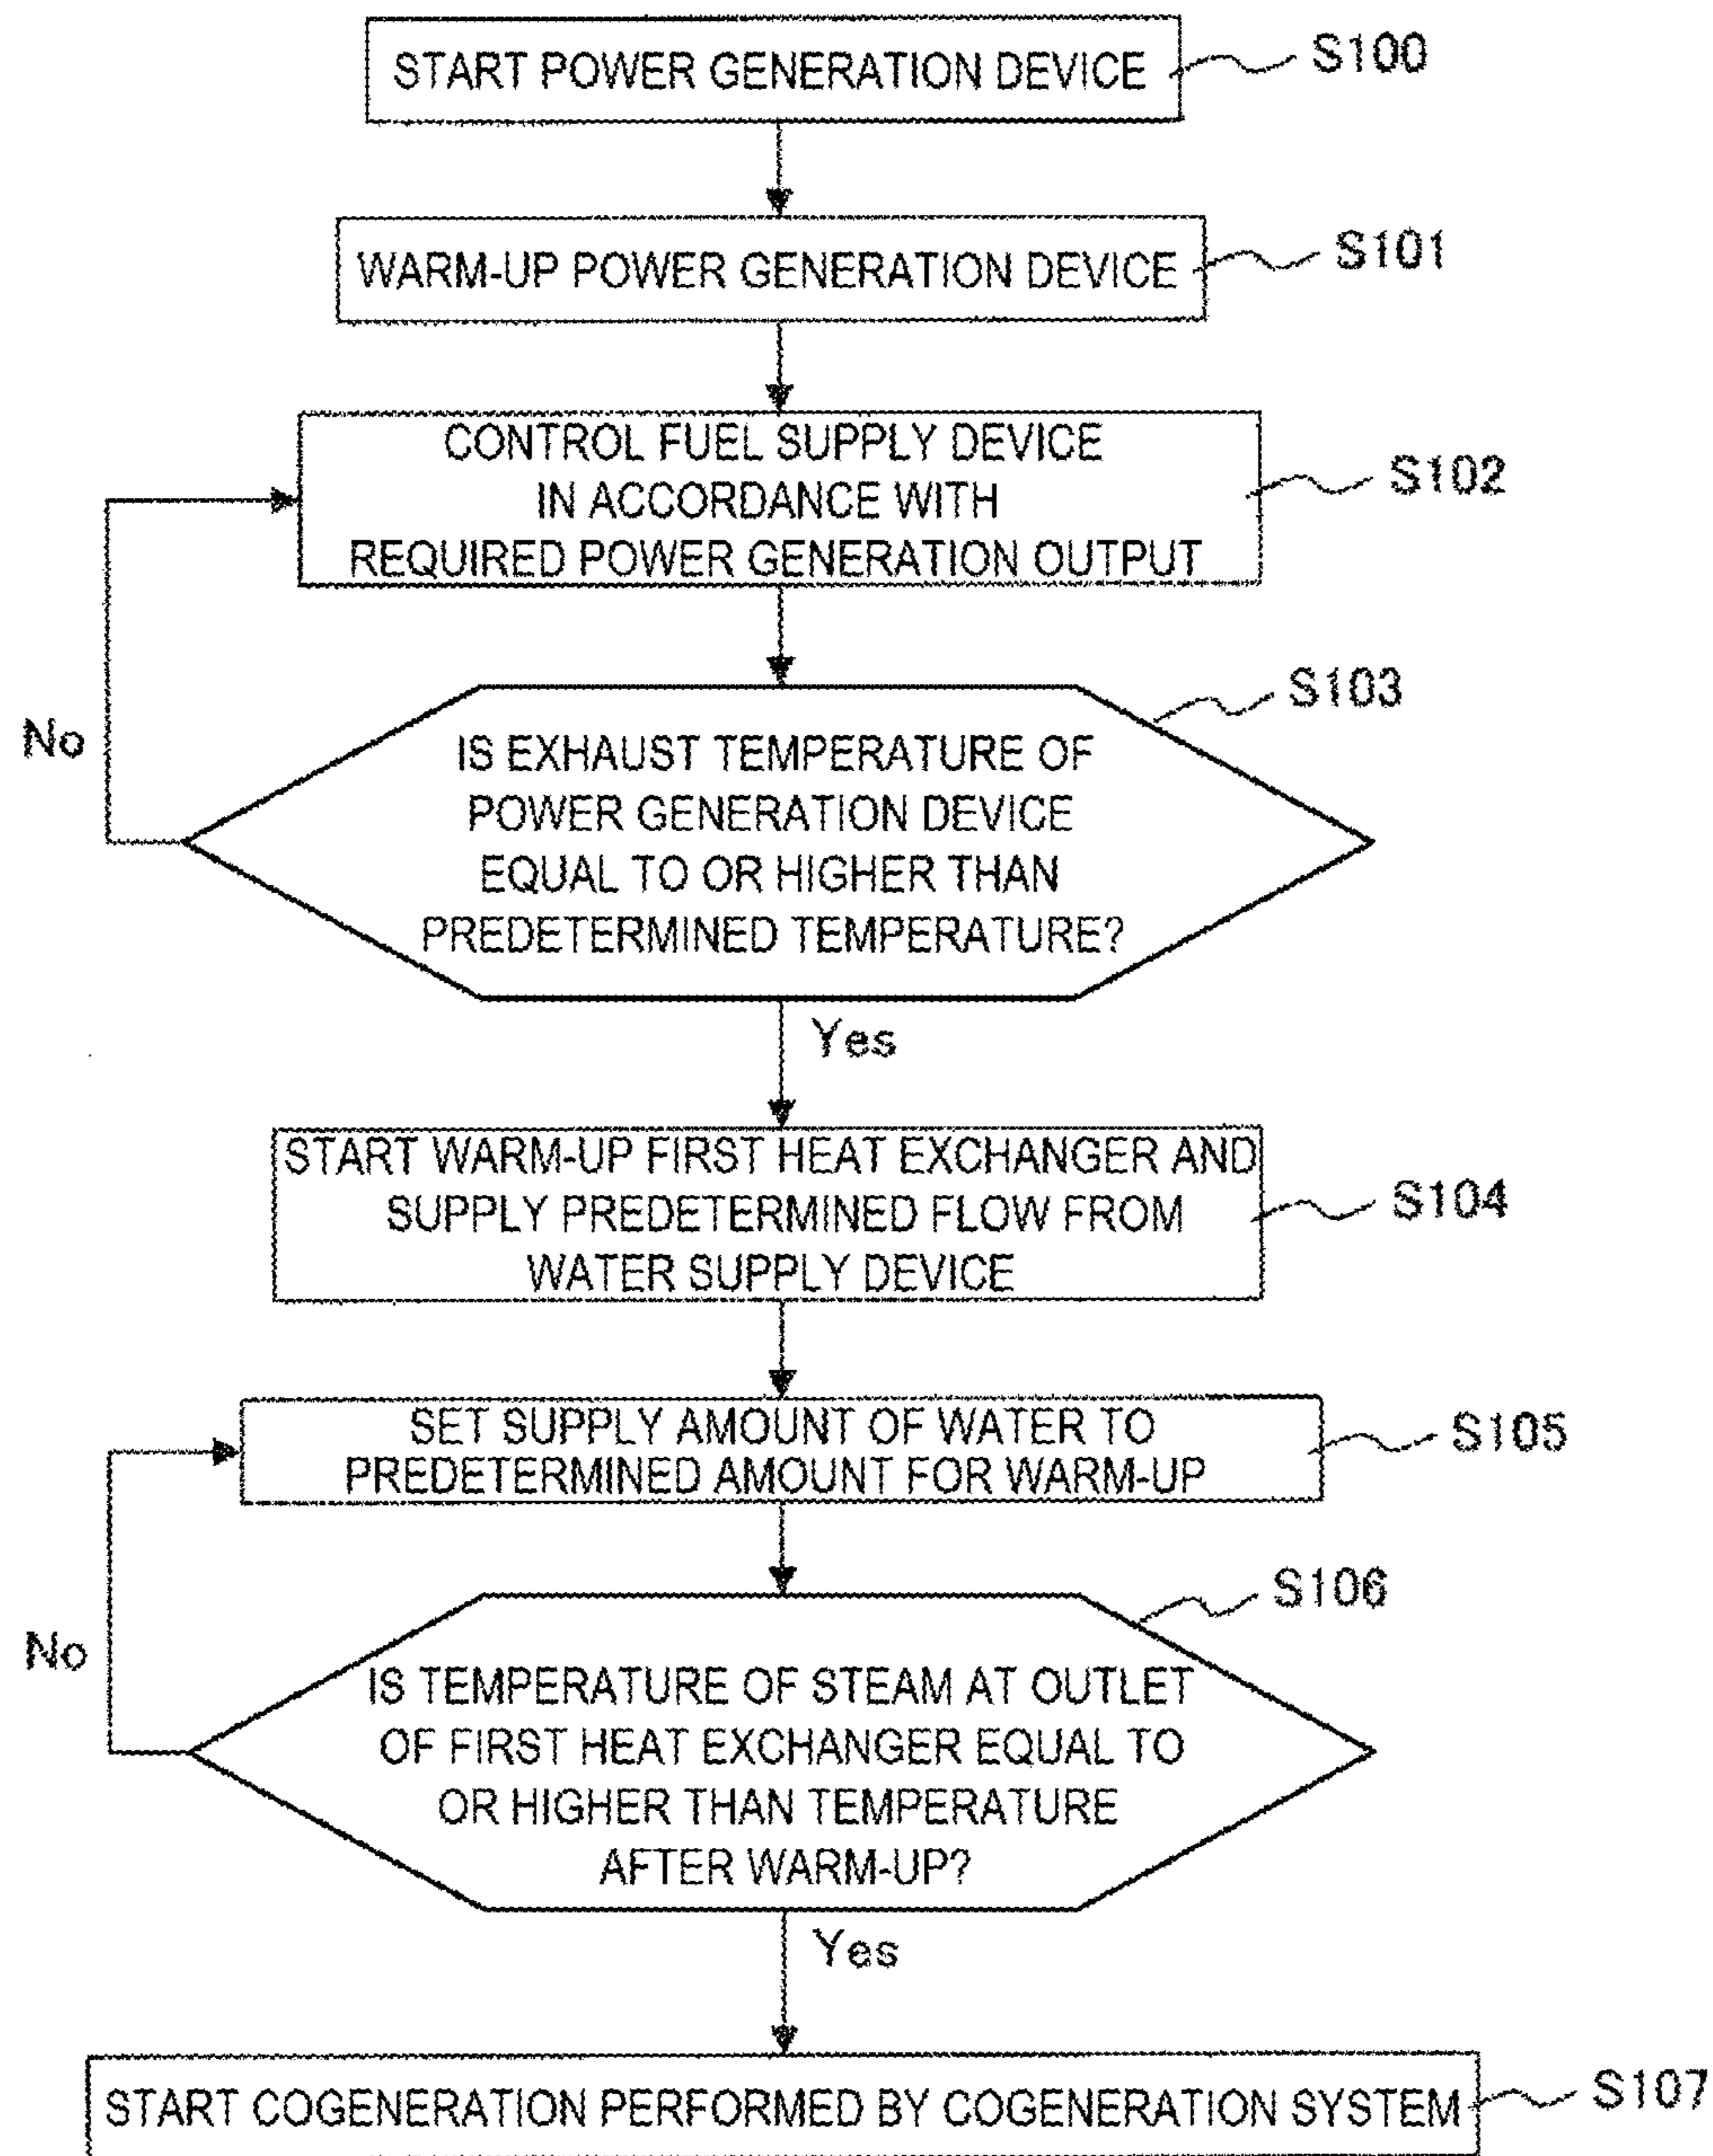 START POWER GENERATION DEVICE
S100
WARM-UP POWER GENERATION DEVICE
S101
CONTROL FUEL SUPPLY DEVICE
IN ACCORDANCE WITH
REQUIRED POWER GENERATION OUTPUT
S102
S103
No
IS EXHAUST TEMPERATURE OF
POWER GENERATION DEVICE
EQUAL TO OR HIGHER THAN
PREDETERMINED TEMPERATURE?
Yes
START WARM-UP FIRST HEAT EXCHANGER AND
SUPPLY PREDETERMINED FLOW FROM
WATER SUPPLY DEVICE
S104
SET SUPPLY AMOUNT OF WATER TO
PREDETERMINED AMOUNT FOR WARM-UP
S105
S106
No
IS TEMPERATURE OF STEAM AT OUTLET
OF FIRST HEAT EXCHANGER EQUAL TO
OR HIGHER THAN TEMPERATURE
AFTER WARM-UP?
Yes
START COGENERATION PERFORMED BY COGENERATION SYSTEM
S107